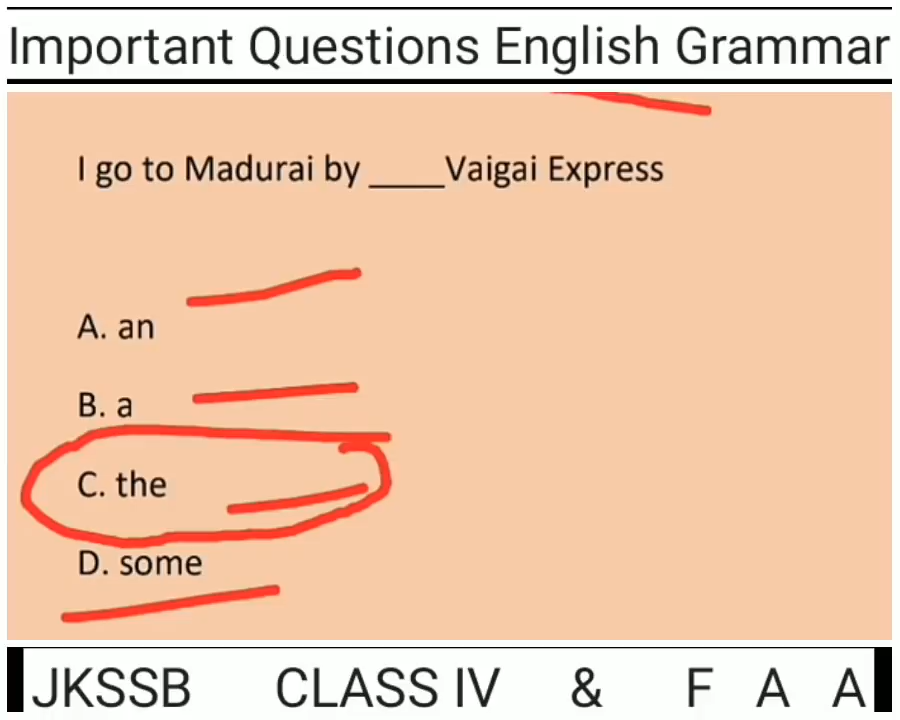 Important Questions English Grammar
I go to Madurai by ____Vaigai Express
A. an
B. a
C. the
D. some
JKSSB CLASS IV & F A A